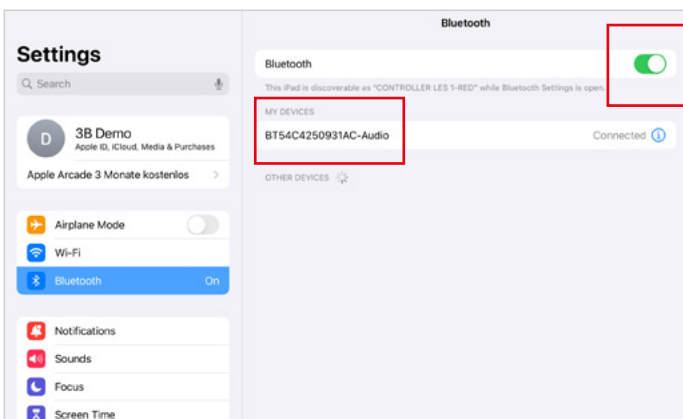 Settings
Search
D
3B Demo
Apple ID, iCloud, Media & Purchases
Apple Arcade 3 Monate kostenlos
Airplane Mode
Wi-Fi
Bluetooth
On
Notifications
Sounds
Focus
Screen Time
Bluetooth
Bluetooth
This iPad is discoverable as "CONTROLLER LES 1-RED" while Bluetooth Settings is open.
MY DEVICES
BT54C4250931AC-Audio
Connected
OTHER DEVICES